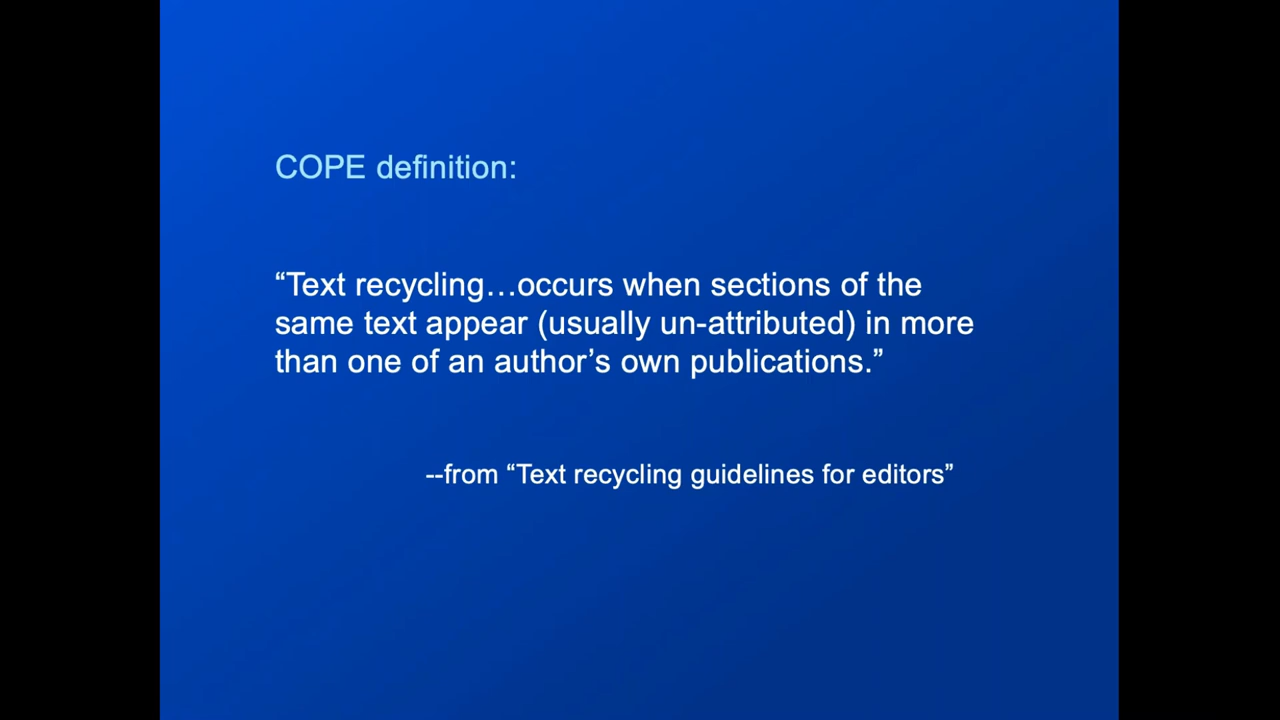 COPE definition:
“Text recycling…occurs when sections of the
same text appear (usually un-attributed) in more
than one of an author’s own publications.”
--from “Text recycling guidelines for editors”